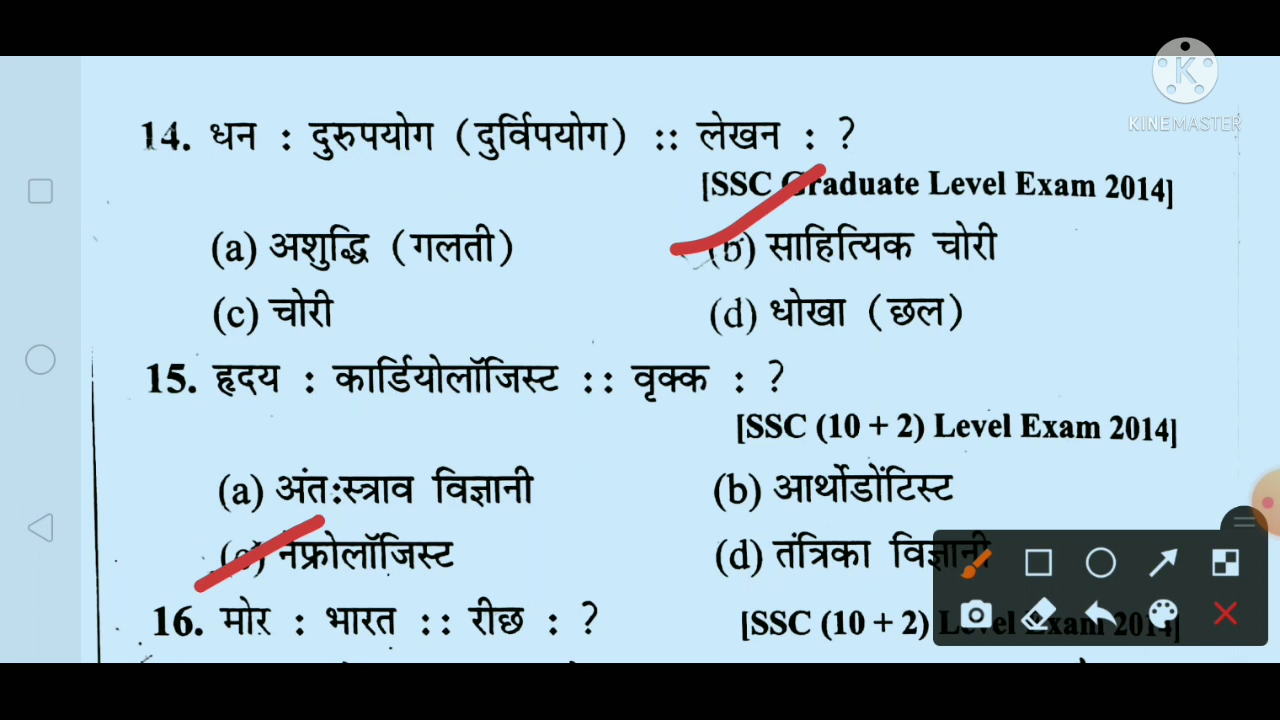 KINEMASTER
14. धन : दुरुपयोग (दुर्विपयोग) :: लेखन : ?
[SSC Graduate Level Exam 2014]
(a) अशुद्धि (गलती) (b) साहित्यिक चोरी
(c) चोरी (d) धोखा (छल)
15. हृदय : कार्डियोलॉजिस्ट :: वृक्क : ?
[SSC (10 + 2) Level Exam 2014]
(a) अंत:स्त्राव विज्ञानी (b) आर्थोडोंटिस्ट
(c) नेफ्रोलॉजिस्ट (d) तंत्रिका विज्ञानी
16. मोर : भारत :: रीछ : ? [SSC (10 + 2) Level Exam 2014]